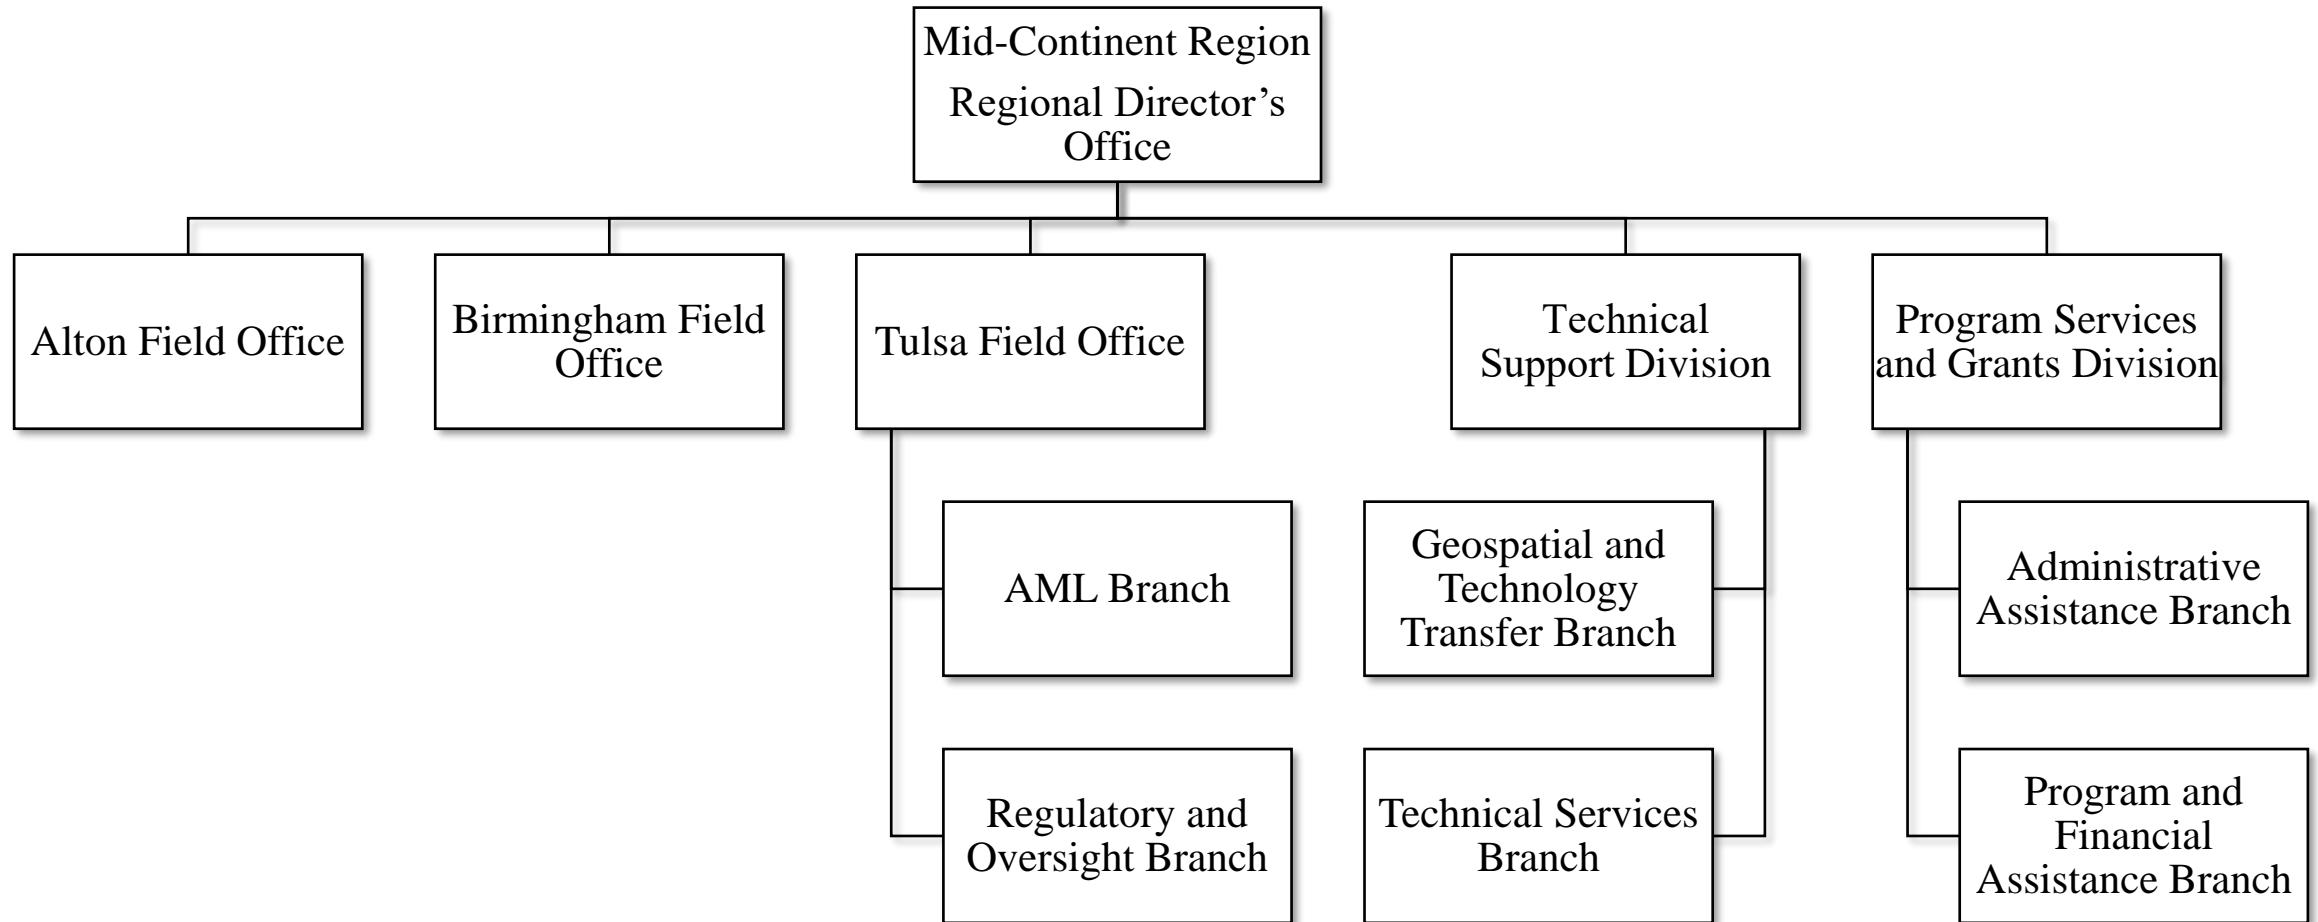 Mid-Continent Region
Regional Director’s
Office
Alton Field Office
Birmingham Field
Office
Tulsa Field Office
Technical
Support Division
Program Services
and Grants Division
AML Branch
Geospatial and
Technology
Transfer Branch
Administrative
Assistance Branch
Regulatory and
Oversight Branch
Technical Services
Branch
Program and
Financial
Assistance Branch